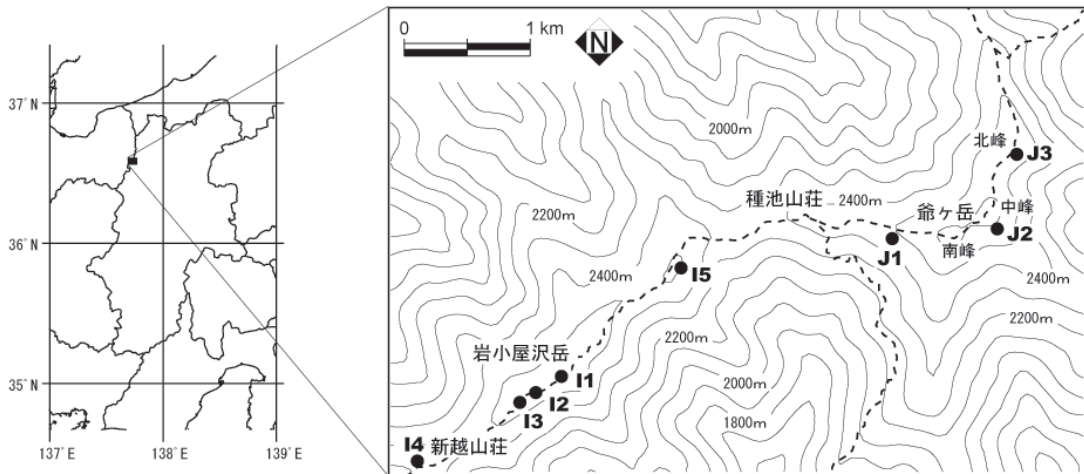 37°N
36°N
35°N
137°E
138°E
139°E
0
1 km
N
2000m
北峰
J3
種池山荘
2400m
爺ヶ岳
中峰
J2
2200m
J1
南峰
2400m
I5
2400m
2200m
2200m
岩小屋沢岳
I1
I2
I3
2000m
1800m
I4
新越山荘